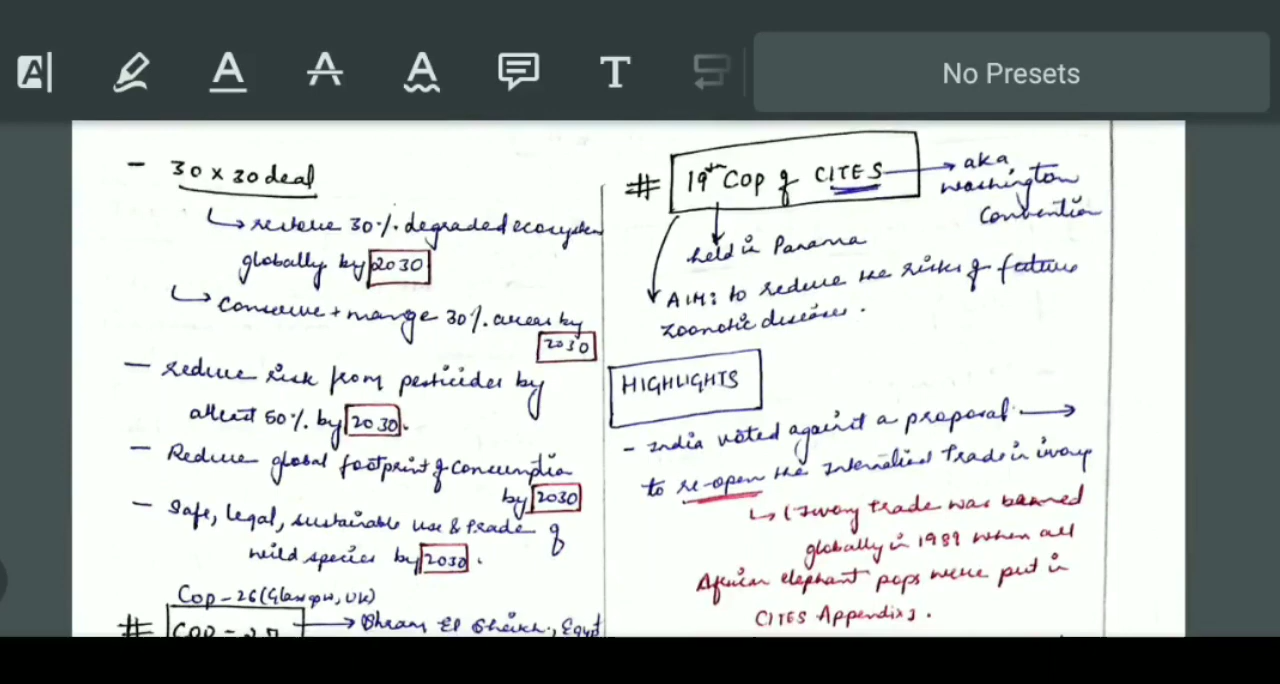 No Presets
- 30 x 30 deal
↳ restore 30%. degraded ecosystem
globally by 2030
↳ Conserve + mange 30%. areas by
2030
- reduce risk from pesticides by
atleast 50%. by 2030.
- Reduce global footprint of Consumption
by 2030
- Safe, legal, sustainable use & trade of
wild species by 2030.
COP-26 (Glasgow, UK)
# COP-27 → Sharm El Sheikh, Egypt
# 19th COP of CITES → aka
Washington
Convention
held in Panama
AIM: to reduce the risks of future
zoonotic diseases.
HIGHLIGHTS
- India voted against a proposal →
to re-open the International trade in ivory
↳ (Ivory trade was banned
globally in 1989 when all
African elephant pops were put in
CITES Appendix